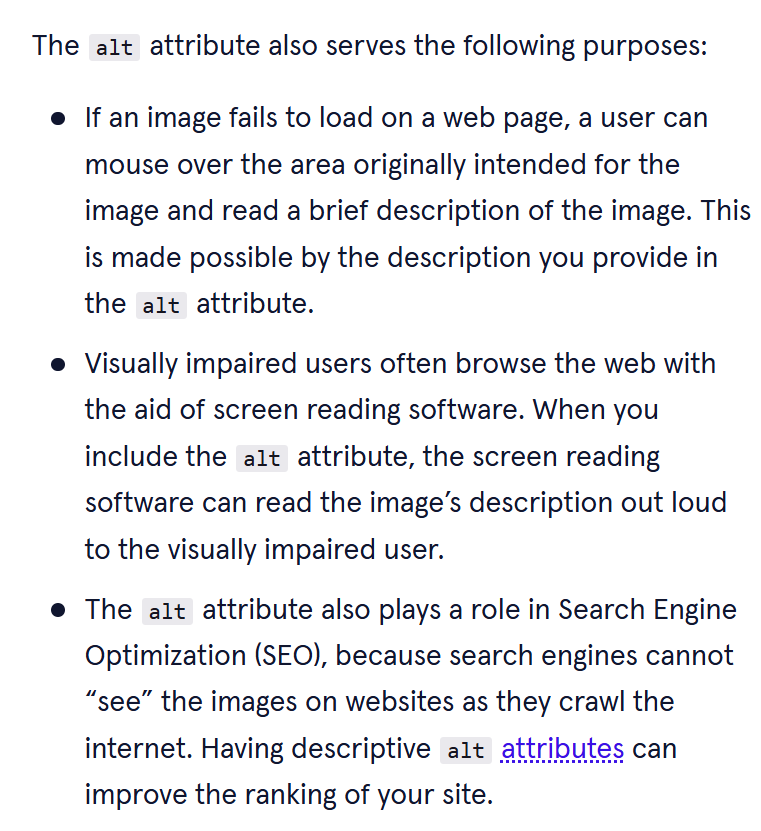 The alt attribute also serves the following purposes:
• If an image fails to load on a web page, a user can
mouse over the area originally intended for the
image and read a brief description of the image. This
is made possible by the description you provide in
the alt attribute.
• Visually impaired users often browse the web with
the aid of screen reading software. When you
include the alt attribute, the screen reading
software can read the image’s description out loud
to the visually impaired user.
• The alt attribute also plays a role in Search Engine
Optimization (SEO), because search engines cannot
“see” the images on websites as they crawl the
internet. Having descriptive alt attributes can
improve the ranking of your site.